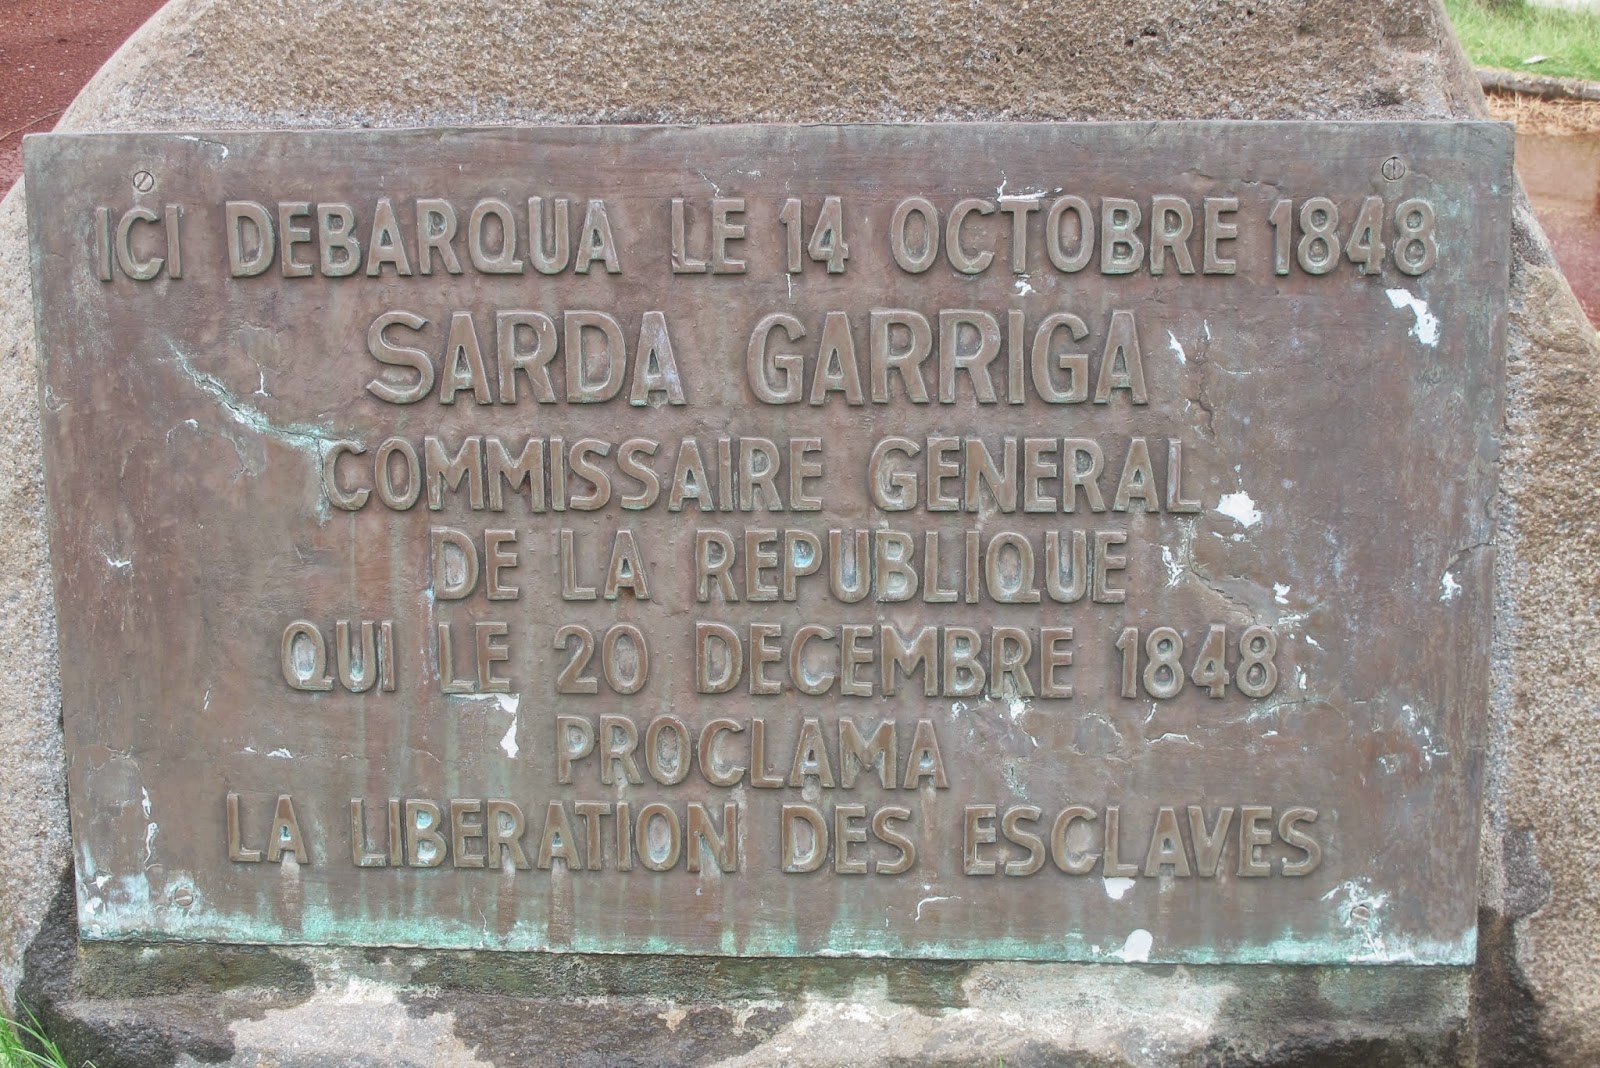 ICI DEBARQUA LE 14 OCTOBRE 1848
SARDA GARRIGA
COMMISSAIRE GENERAL
DE LA REPUBLIQUE
QUI LE 20 DECEMBRE 1848
PROCLAMA
LA LIBERATION DES ESCLAVES